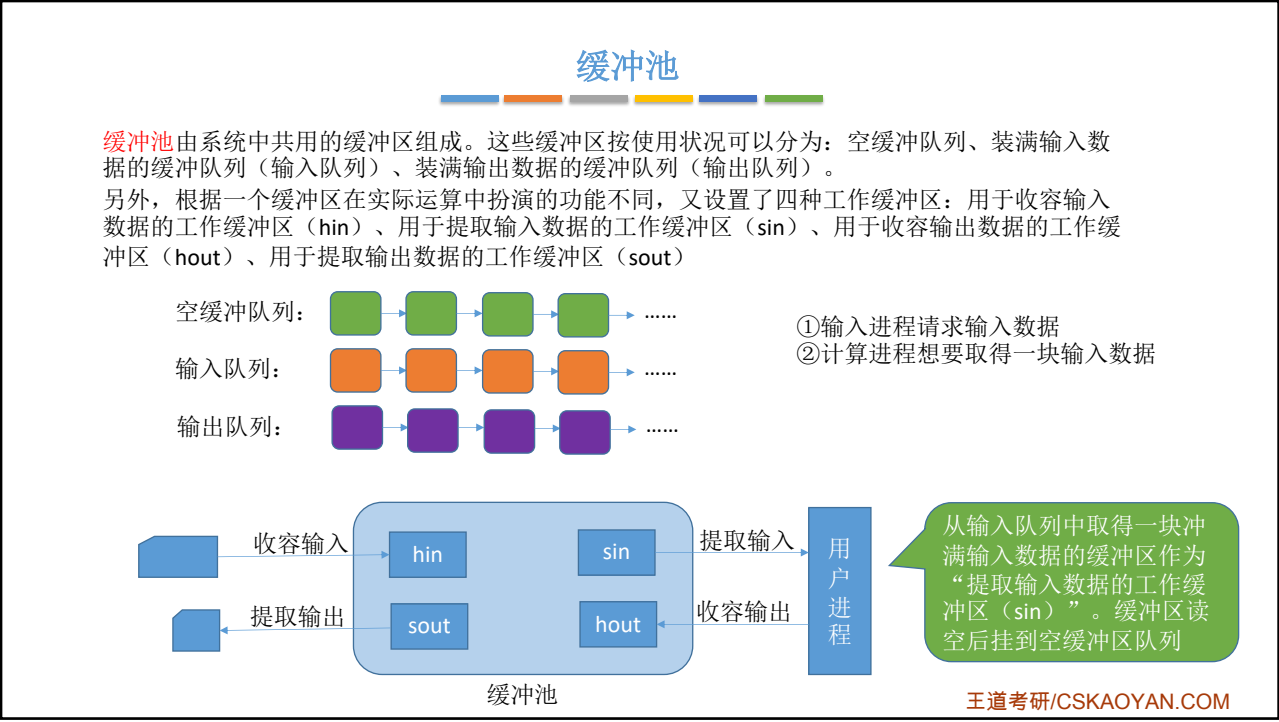 缓冲池
缓冲池由系统中共用的缓冲区组成。这些缓冲区按使用状况可以分为：空缓冲队列、装满输入数
据的缓冲队列（输入队列）、装满输出数据的缓冲队列（输出队列）。
另外，根据一个缓冲区在实际运算中扮演的功能不同，又设置了四种工作缓冲区：用于收容输入
数据的工作缓冲区（hin）、用于提取输入数据的工作缓冲区（sin）、用于收容输出数据的工作缓
冲区（hout）、用于提取输出数据的工作缓冲区（sout）
空缓冲队列：
……
输入队列：
……
输出队列：
……
①输入进程请求输入数据
②计算进程想要取得一块输入数据
收容输入
hin
sin
提取输入
提取输出
sout
hout
收容输出
用
户
进
程
缓冲池
从输入队列中取得一块冲
满输入数据的缓冲区作为
“提取输入数据的工作缓
冲区（sin）”。缓冲区读
空后挂到空缓冲区队列
王道考研/CSKAOYAN.COM